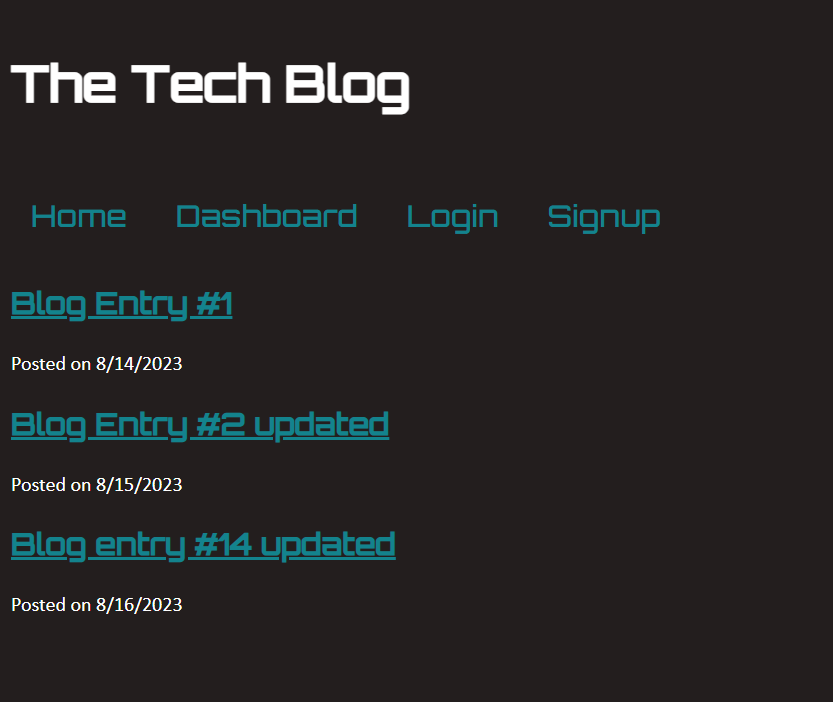 The Tech Blog
Home Dashboard Login Signup
Blog Entry #1
Posted on 8/14/2023
Blog Entry #2 updated
Posted on 8/15/2023
Blog entry #14 updated
Posted on 8/16/2023